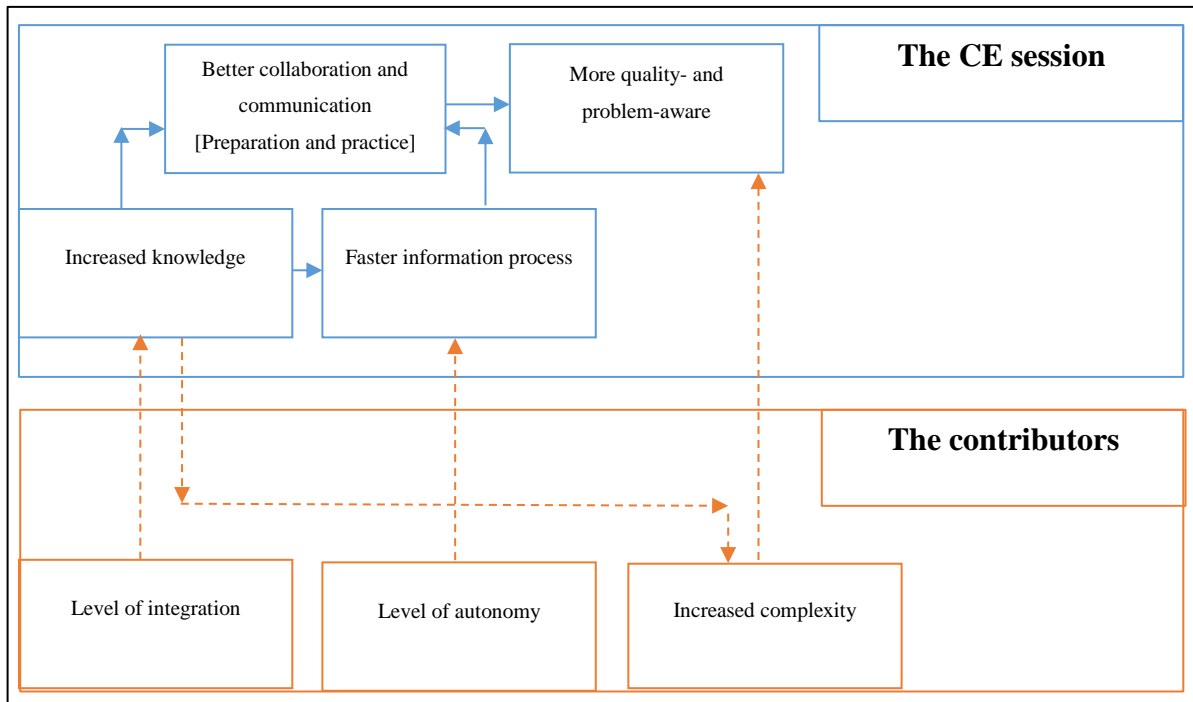 The CE session
Better collaboration and
communication
[Preparation and practice]
More quality- and
problem-aware
Increased knowledge
Faster information process
The contributors
Level of integration
Level of autonomy
Increased complexity